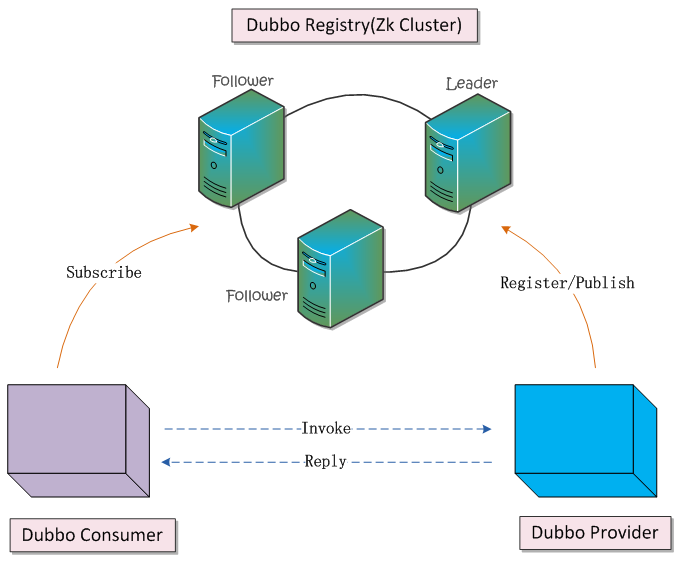 Dubbo Registry(Zk Cluster)
Follower
Leader
Follower
Subscribe
Register/Publish
Invoke
Reply
Dubbo Consumer
Dubbo Provider